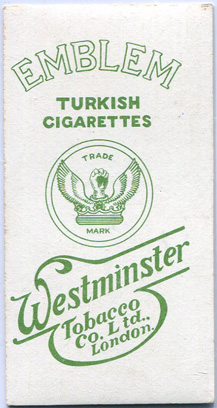 EMBLEM
TURKISH
CIGARETTES
TRADE
MARK
Westminster
Tobacco
Co. Ltd.,
London.